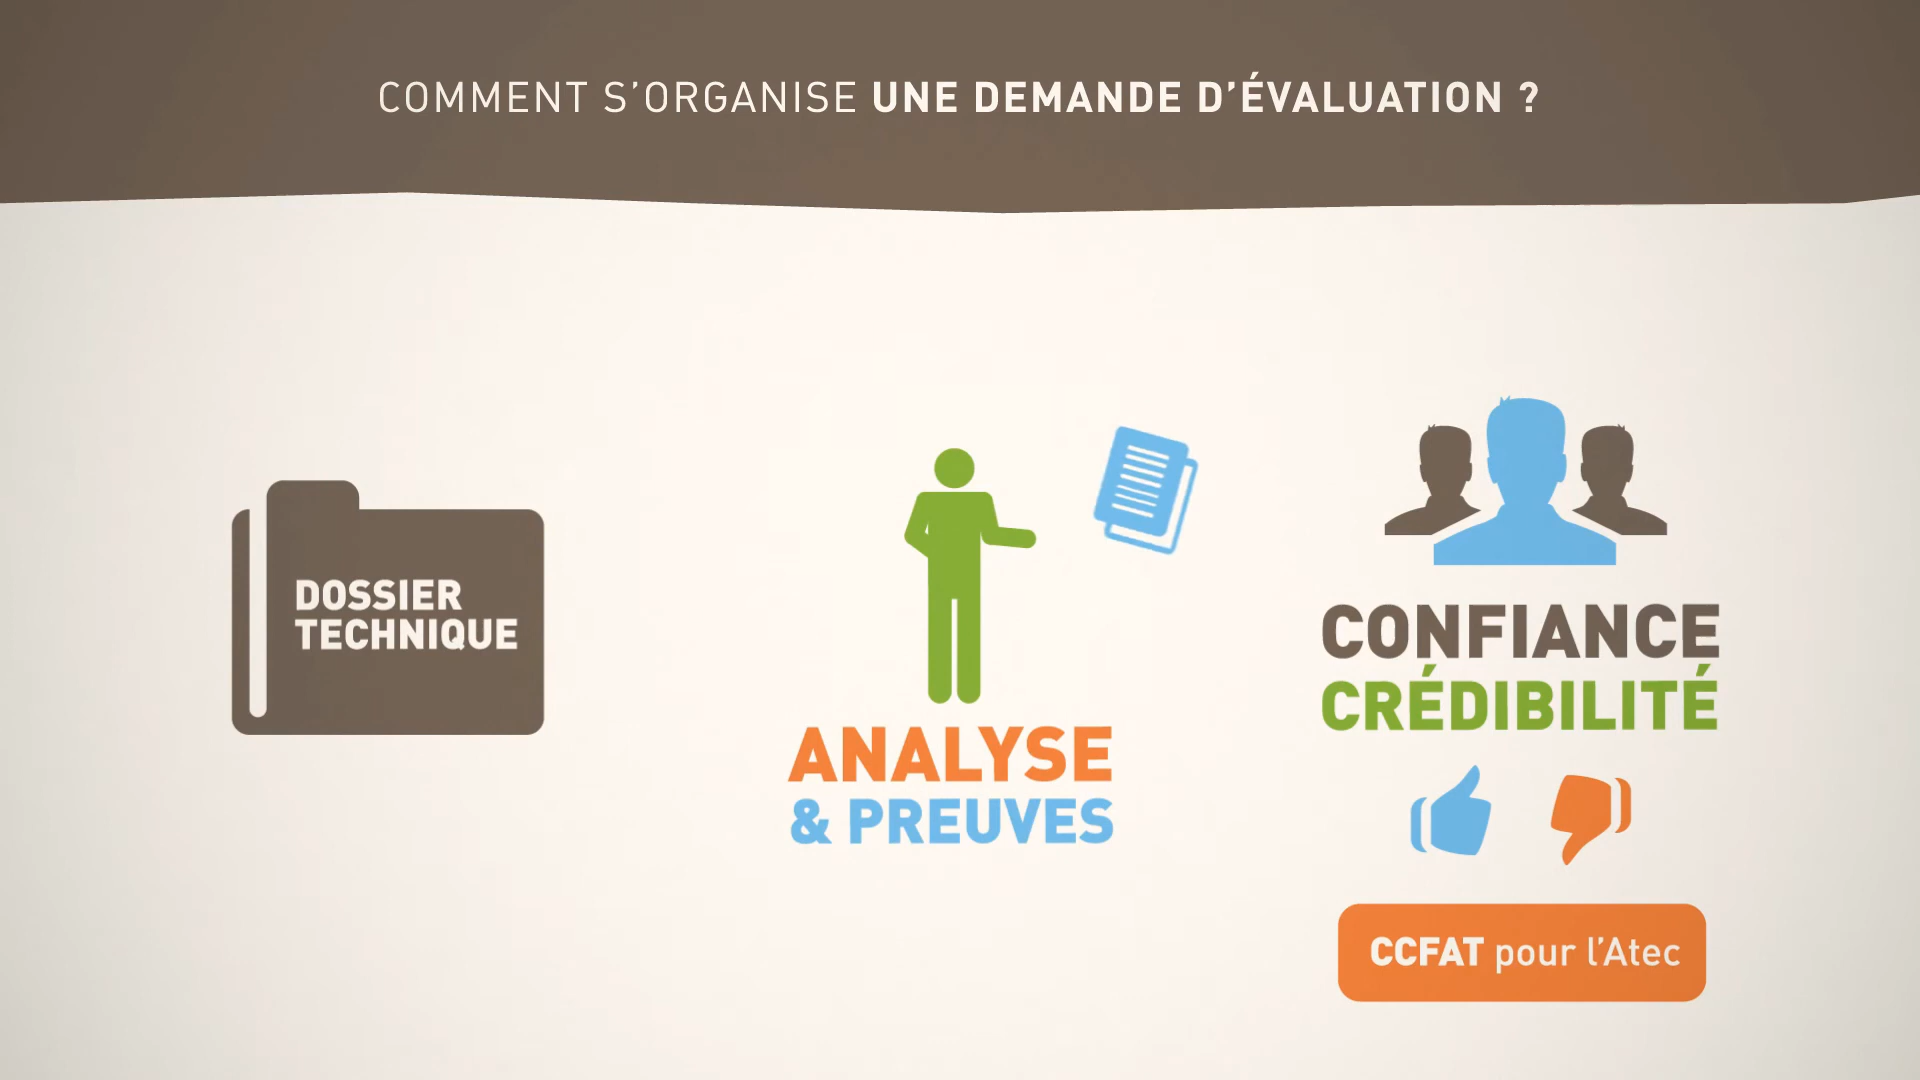 COMMENT S’ORGANISE UNE DEMANDE D’ÉVALUATION ?
DOSSIER
TECHNIQUE
ANALYSE
& PREUVES
CONFIANCE
CRÉDIBILITÉ
CCFAT pour l’Atec